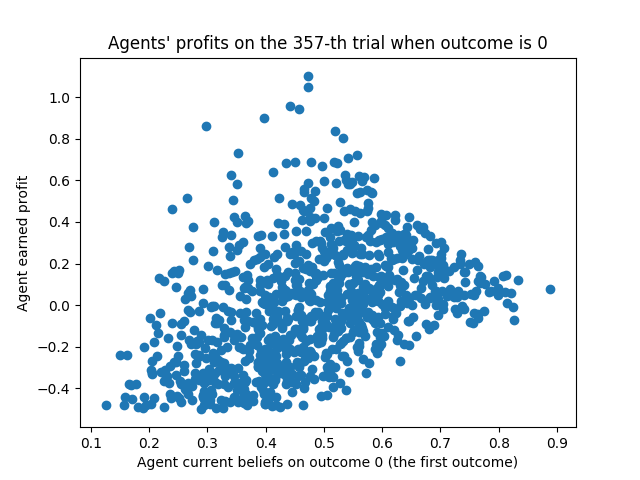 Agents' profits on the 357-th trial when outcome is 0
Agent earned profit
1.0
0.8
0.6
0.4
0.2
0.0
−0.2
−0.4
0.1 0.2 0.3 0.4 0.5 0.6 0.7 0.8 0.9
Agent current beliefs on outcome 0 (the first outcome)